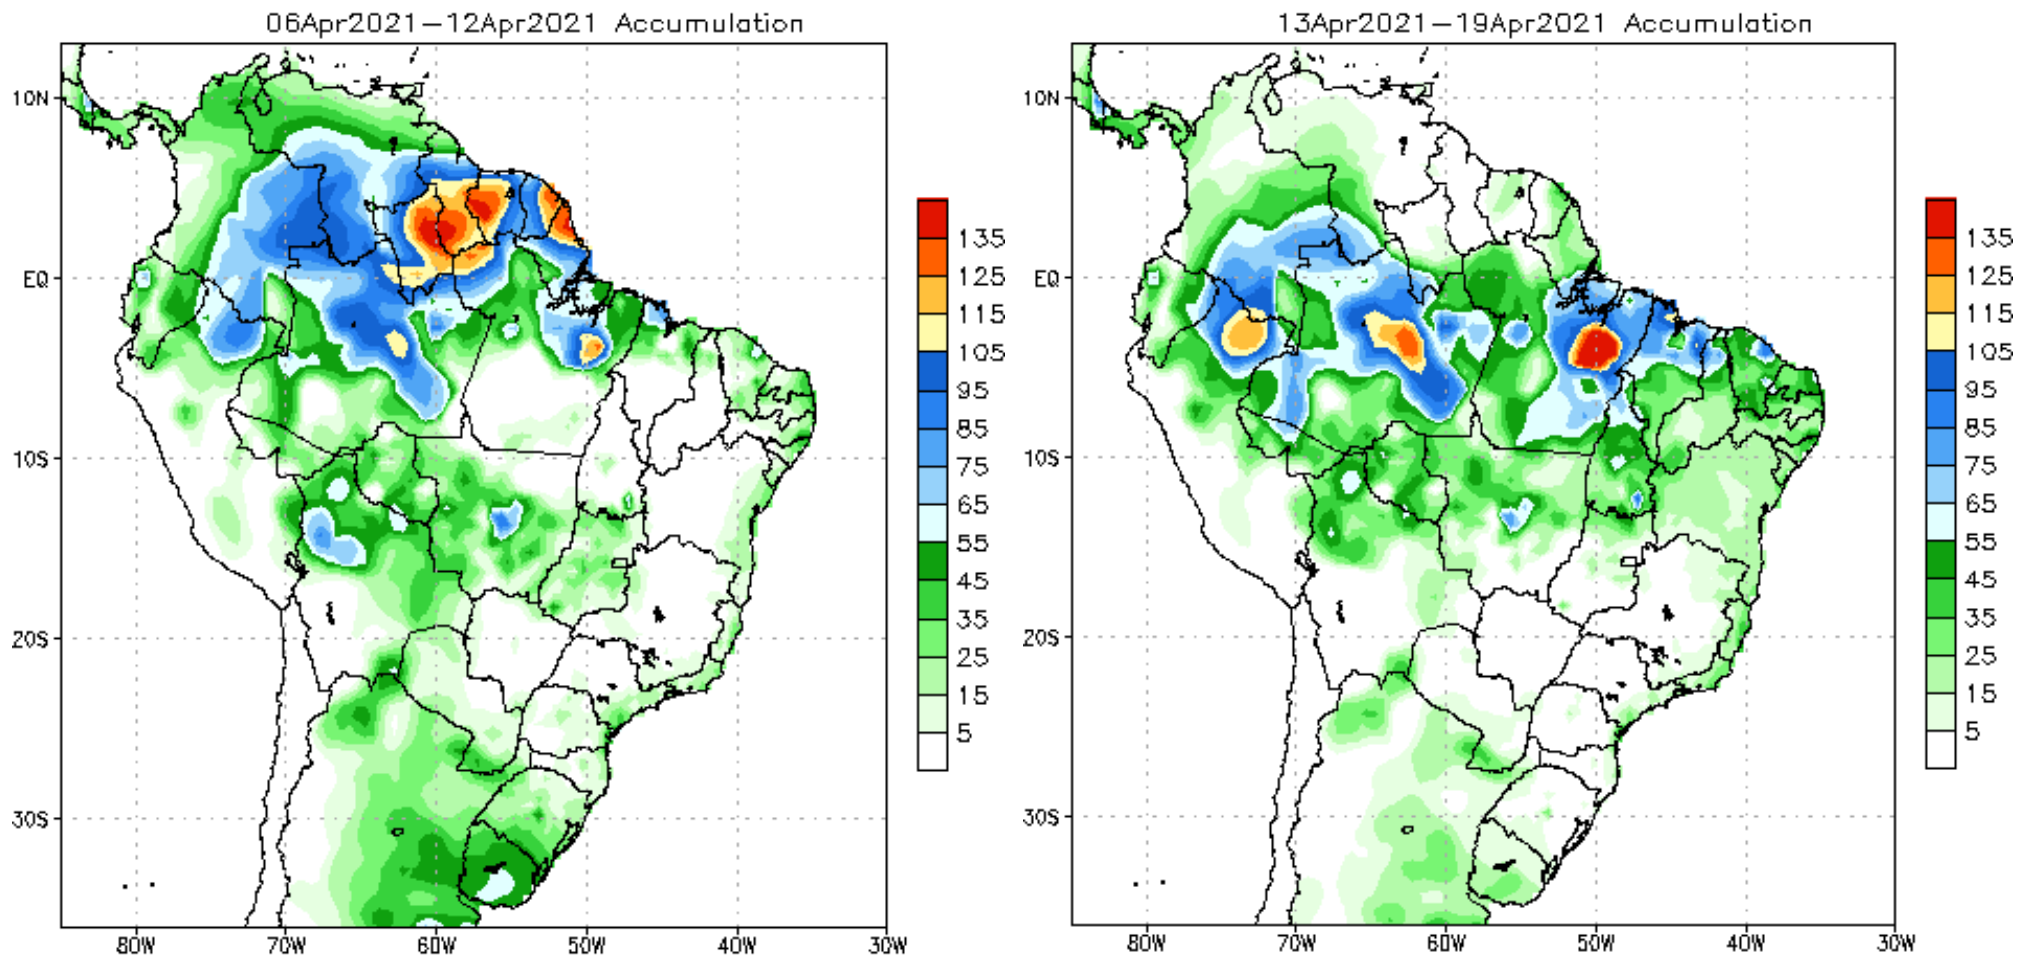 06Apr2021–12Apr2021 Accumulation
10N
EQ
10S
20S
30S
80W
70W
60W
50W
40W
30W
135
125
115
105
95
85
75
65
55
45
35
25
15
5
13Apr2021–19Apr2021 Accumulation
10N
EQ
10S
20S
30S
80W
70W
60W
50W
40W
30W
135
125
115
105
95
85
75
65
55
45
35
25
15
5